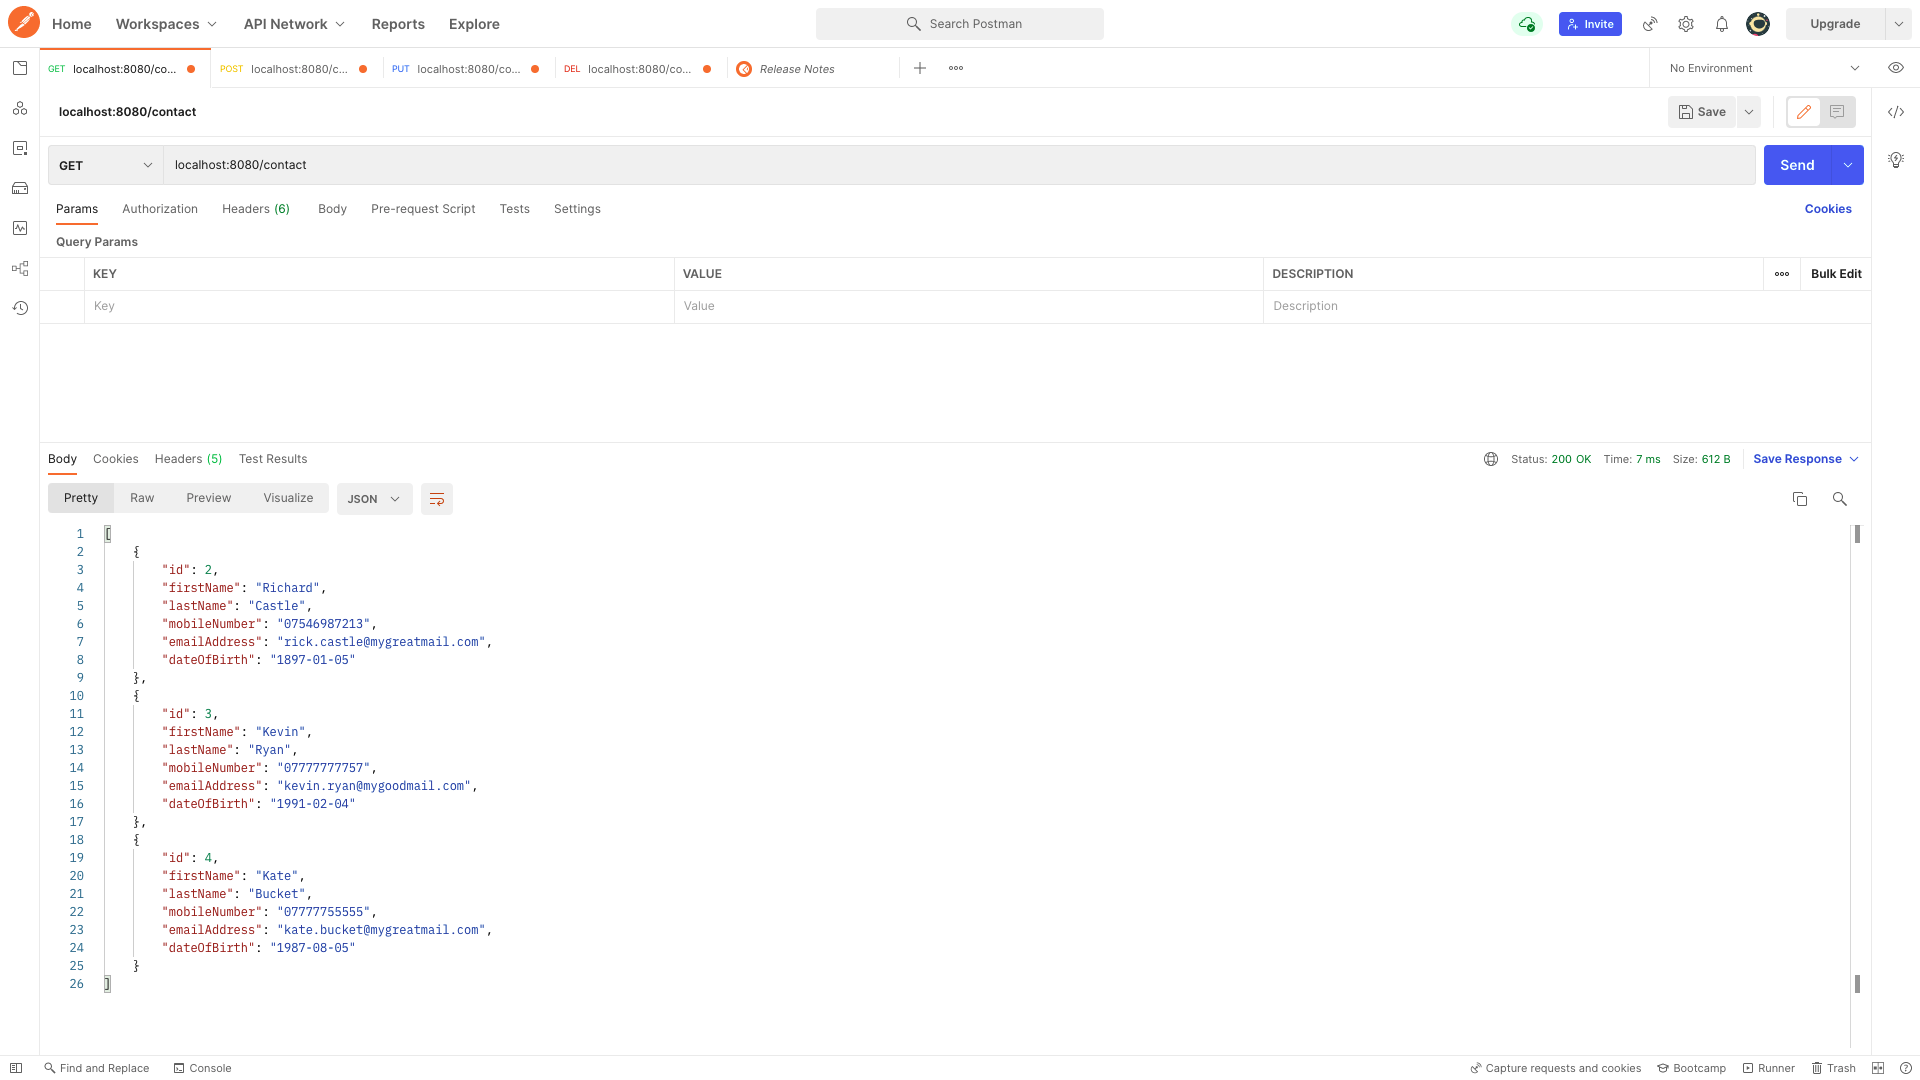 Home Workspaces API Network Reports Explore Search Postman Invite Upgrade
GET localhost:8080/co... POST localhost:8080/c... PUT localhost:8080/co... DEL localhost:8080/co... Release Notes No Environment
localhost:8080/contact Save
GET localhost:8080/contact Send
Params Authorization Headers (6) Body Pre-request Script Tests Settings Cookies
Query Params
KEY VALUE DESCRIPTION Bulk Edit
Key Value Description
Body Cookies Headers (5) Test Results Status: 200 OK Time: 7 ms Size: 612 B Save Response
Pretty Raw Preview Visualize JSON
1 [
2 {
3 "id": 2,
4 "firstName": "Richard",
5 "lastName": "Castle",
6 "mobileNumber": "07546987213",
7 "emailAddress": "rick.castle@mygreatmail.com",
8 "dateOfBirth": "1897-01-05"
9 },
10 {
11 "id": 3,
12 "firstName": "Kevin",
13 "lastName": "Ryan",
14 "mobileNumber": "07777777757",
15 "emailAddress": "kevin.ryan@mygoodmail.com",
16 "dateOfBirth": "1991-02-04"
17 },
18 {
19 "id": 4,
20 "firstName": "Kate",
21 "lastName": "Bucket",
22 "mobileNumber": "07777755555",
23 "emailAddress": "kate.bucket@mygreatmail.com",
24 "dateOfBirth": "1987-08-05"
25 }
26 ]
Find and Replace Console Capture requests and cookies Bootcamp Runner Trash